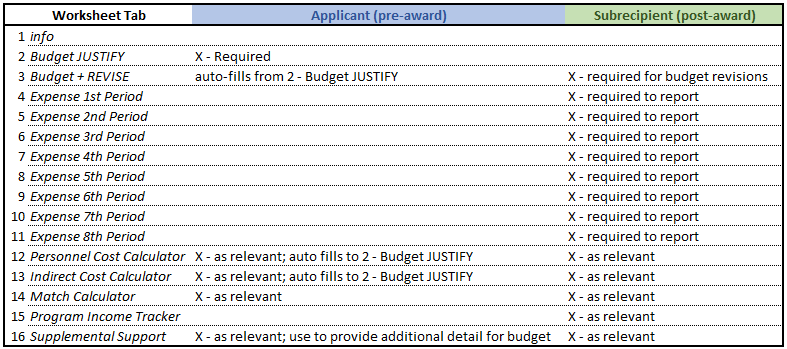 Worksheet Tab Applicant (pre-award) Subrecipient (post-award)
1 info
2 Budget JUSTIFY X - Required
3 Budget + REVISE auto-fills from 2 - Budget JUSTIFY X - required for budget revisions
4 Expense 1st Period X - required to report
5 Expense 2nd Period X - required to report
6 Expense 3rd Period X - required to report
7 Expense 4th Period X - required to report
8 Expense 5th Period X - required to report
9 Expense 6th Period X - required to report
10 Expense 7th Period X - required to report
11 Expense 8th Period X - required to report
12 Personnel Cost Calculator X - as relevant; auto fills to 2 - Budget JUSTIFY X - as relevant
13 Indirect Cost Calculator X - as relevant; auto fills to 2 - Budget JUSTIFY X - as relevant
14 Match Calculator X - as relevant X - as relevant
15 Program Income Tracker X - as relevant
16 Supplemental Support X - as relevant; use to provide additional detail for budget X - as relevant